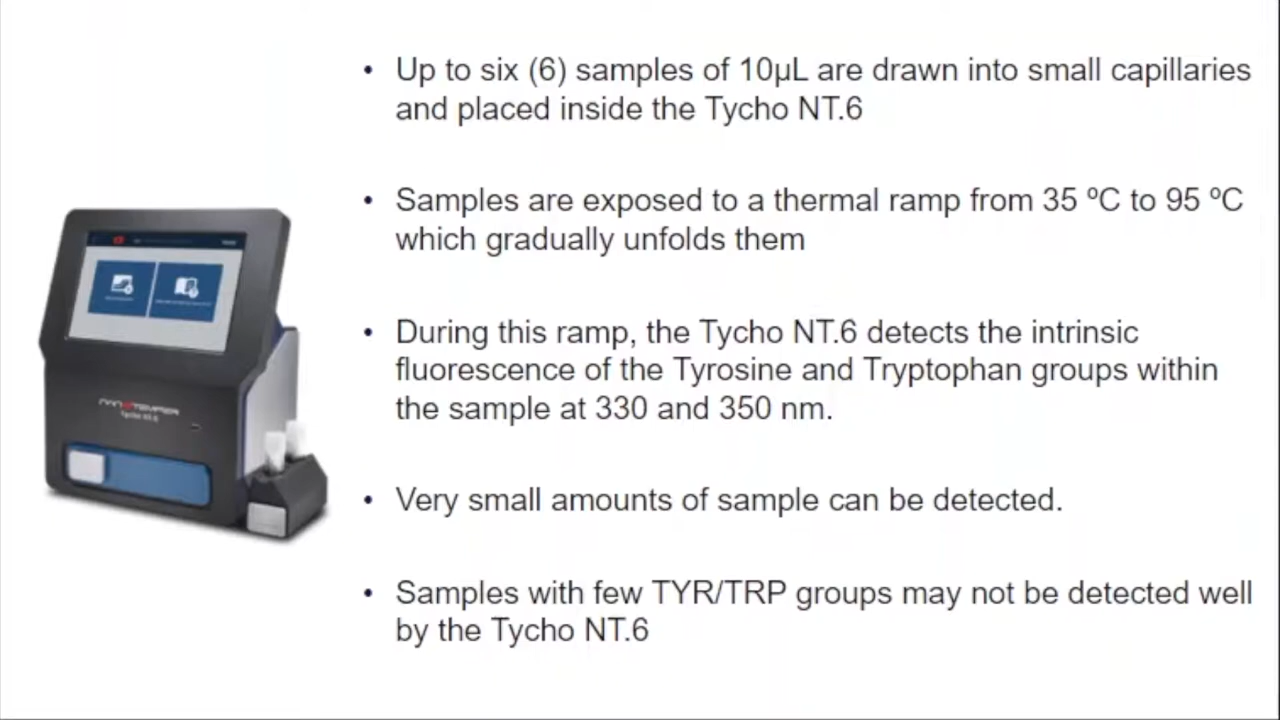 • Up to six (6) samples of 10µL are drawn into small capillaries
and placed inside the Tycho NT.6
• Samples are exposed to a thermal ramp from 35 ºC to 95 ºC
which gradually unfolds them
• During this ramp, the Tycho NT.6 detects the intrinsic
fluorescence of the Tyrosine and Tryptophan groups within
the sample at 330 and 350 nm.
• Very small amounts of sample can be detected.
• Samples with few TYR/TRP groups may not be detected well
by the Tycho NT.6
NANOTEMPER
Tycho NT.6